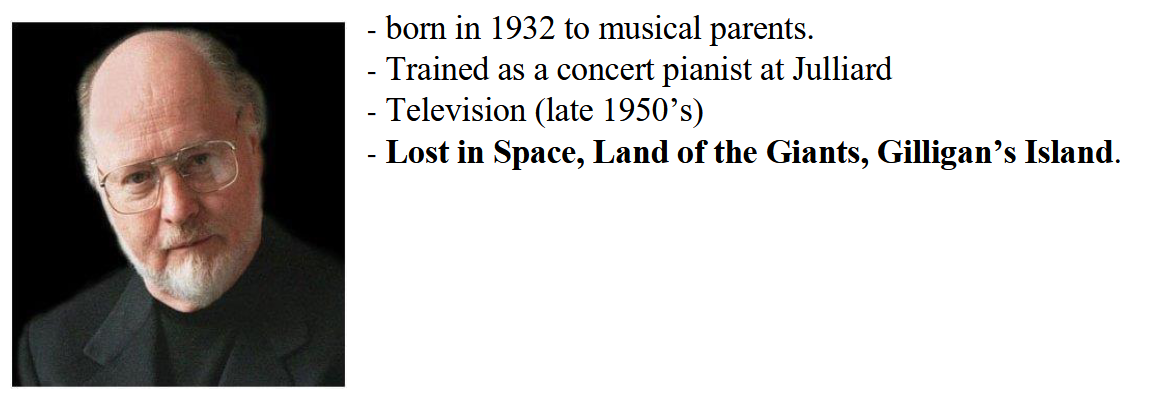 - born in 1932 to musical parents.
- Trained as a concert pianist at Julliard
- Television (late 1950’s)
- Lost in Space, Land of the Giants, Gilligan’s Island.